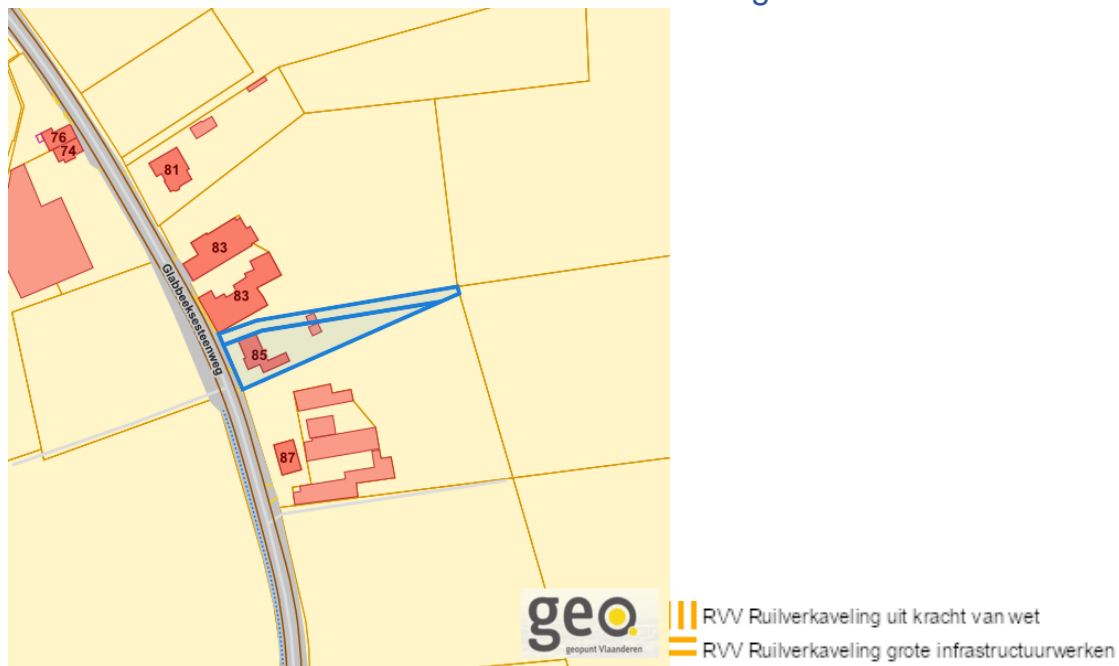 76
74
81
83
83
Glabbeeksesteenweg
85
87
geo
geopunt Vlaanderen
RVV Ruilverkaveling uit kracht van wet
RVV Ruilverkaveling grote infrastructuurwerken